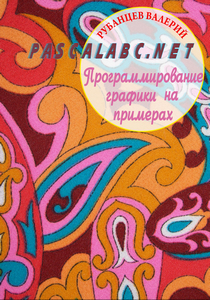 РУБАНЦЕВ ВАЛЕРИЙ
PASCALABC.NET
Программирование
графики на
примерах